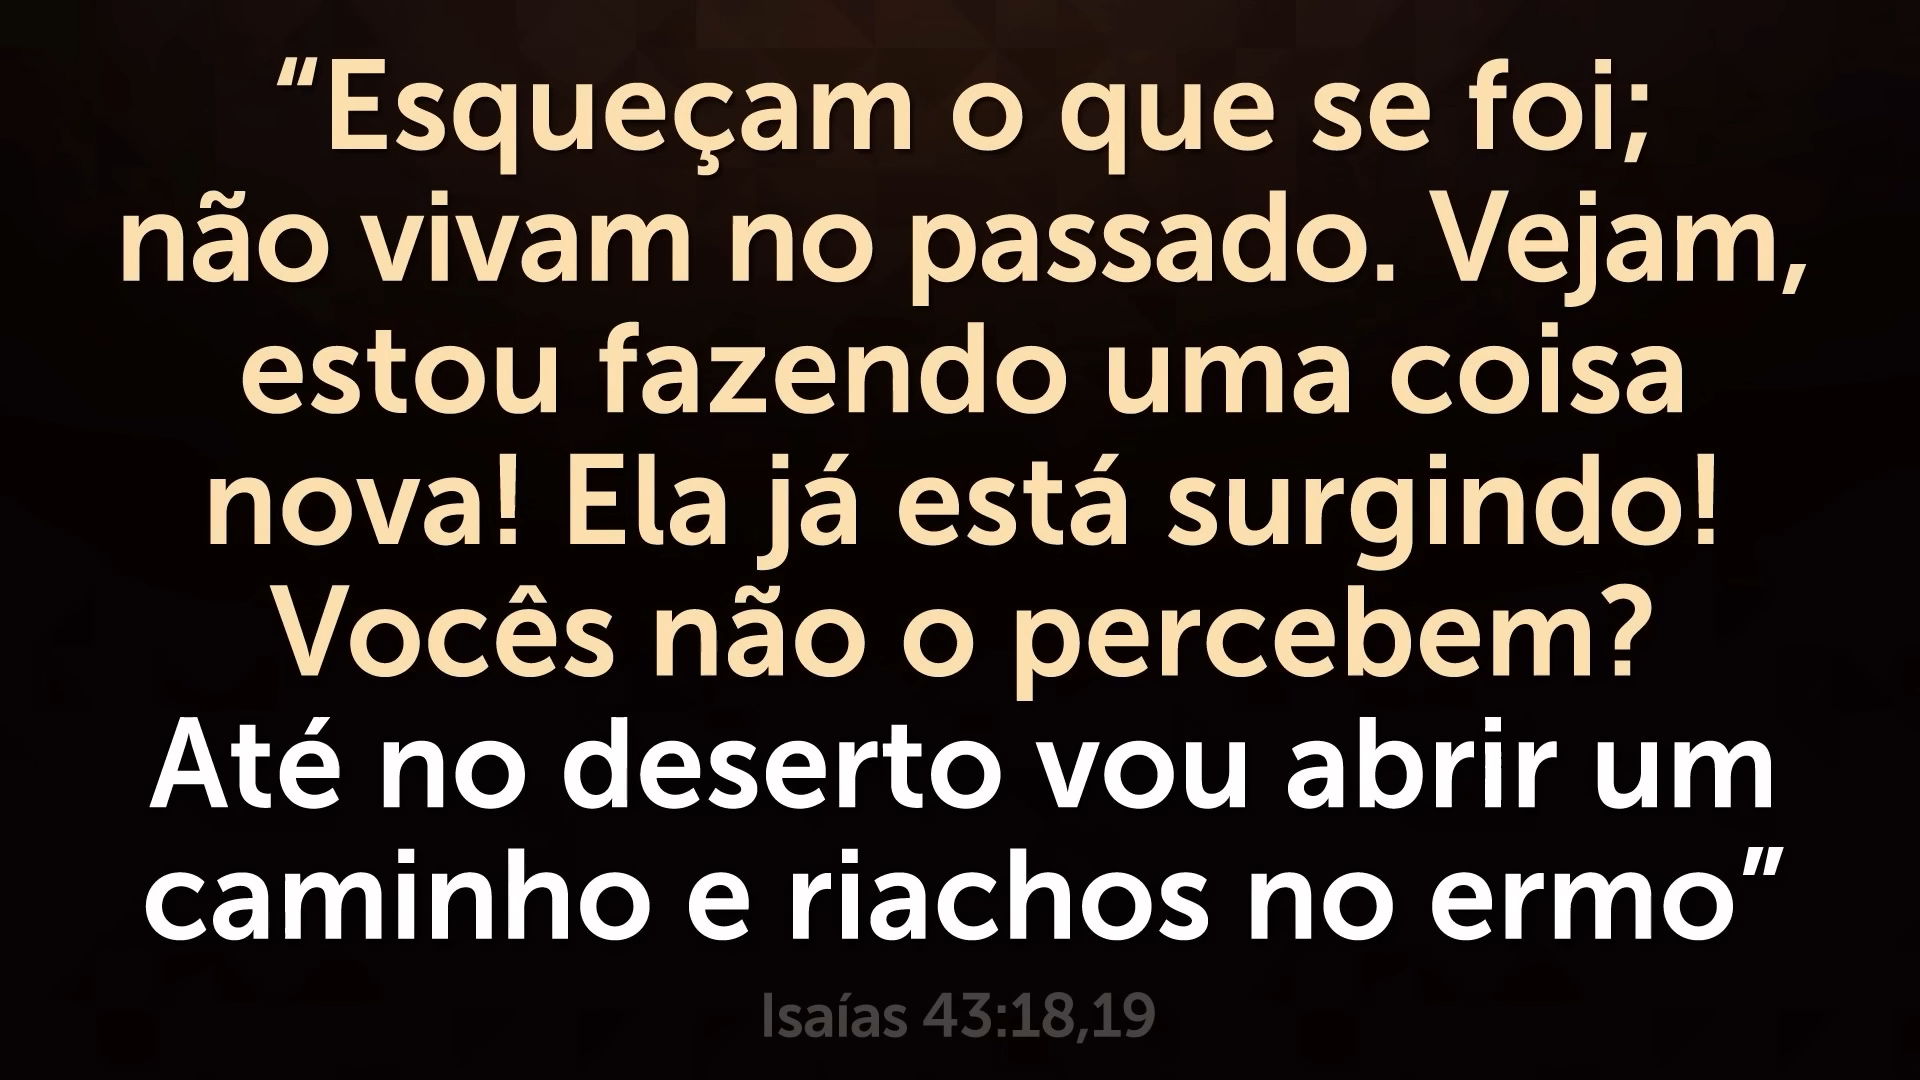 “Esqueçam o que se foi;
não vivam no passado. Vejam,
estou fazendo uma coisa
nova! Ela já está surgindo!
Vocês não o percebem?
Até no deserto vou abrir um
caminho e riachos no ermo”
Isaías 43:18,19